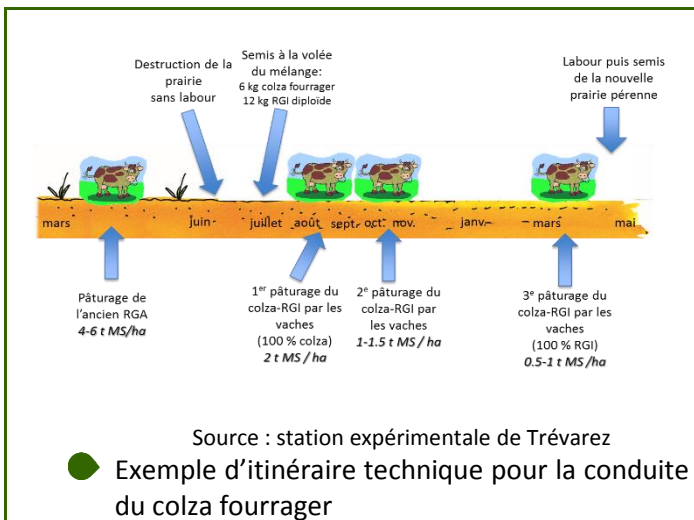 Destruction de la
prairie
sans labour
Semis à la volée
du mélange:
6 kg colza fourrager
12 kg RGI diploïde
Labour puis semis
de la nouvelle
prairie pérenne
mars
juin
juillet
août
sept.
oct.
nov.
janv.
mars
mai
Pâturage de
l'ancien RGA
4-6 t MS/ha
1er pâturage du
colza-RGI par les
vaches
(100 % colza)
2 t MS / ha
2e pâturage du
colza-RGI par
les vaches
1-1.5 t MS / ha
3e pâturage du
colza-RGI par les
vaches
(100 % RGI)
0.5-1 t MS /ha
Source : station expérimentale de Trévarez
Exemple d'itinéraire technique pour la conduite
du colza fourrager